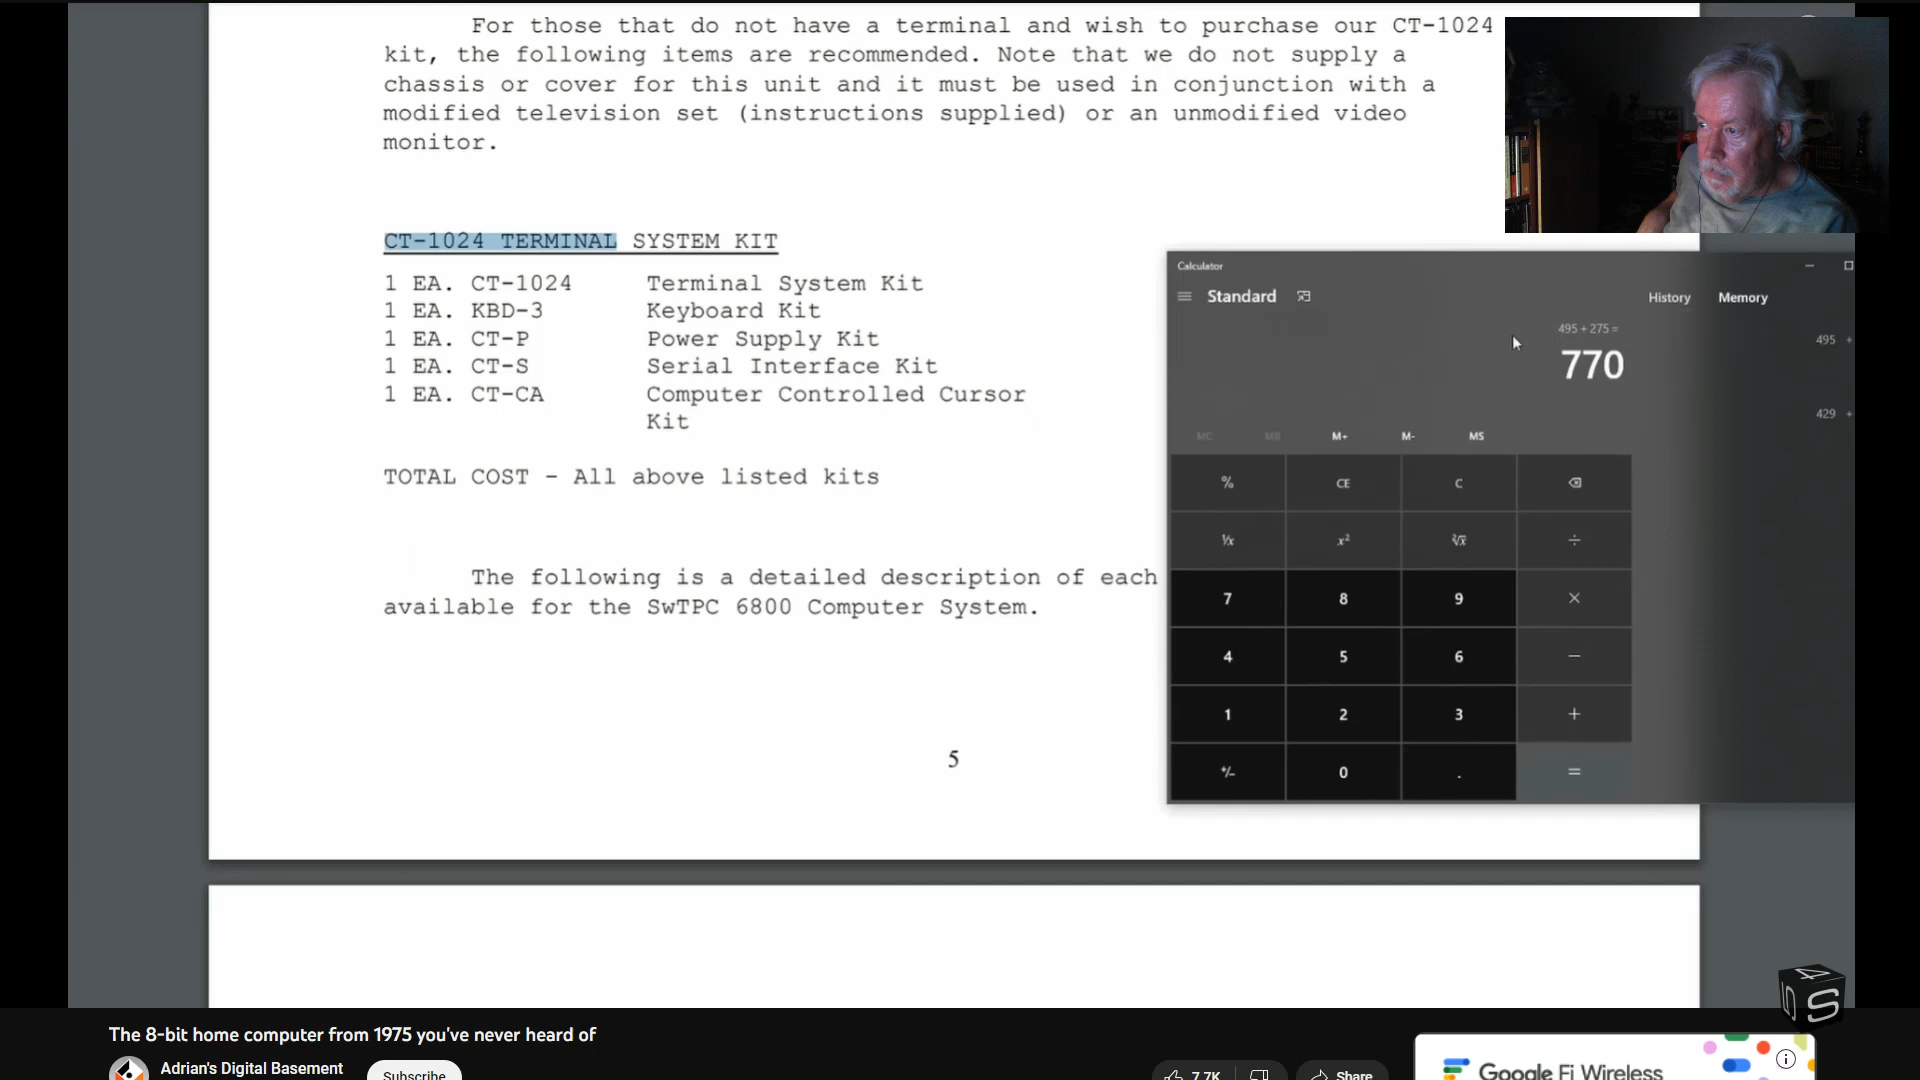 For those that do not have a terminal and wish to purchase our CT-1024
kit, the following items are recommended. Note that we do not supply a
chassis or cover for this unit and it must be used in conjunction with a
modified television set (instructions supplied) or an unmodified video
monitor.
CT-1024 TERMINAL SYSTEM KIT
1 EA. CT-1024 Terminal System Kit
1 EA. KBD-3 Keyboard Kit
1 EA. CT-P Power Supply Kit
1 EA. CT-S Serial Interface Kit
1 EA. CT-CA Computer Controlled Cursor
Kit
TOTAL COST - All above listed kits
The following is a detailed description of each
available for the SwTPC 6800 Computer System.
5
Calculator
Standard
History Memory
495 + 275 =
770
495 +
429 +
MC MR M+ M- MS
% CE C
⅟x x² ²√x ÷
7 8 9 ×
4 5 6 −
1 2 3 +
+/- 0 . =
4 5 S
The 8-bit home computer from 1975 you've never heard of
Adrian's Digital Basement
Subscribe
7.7K
Share
Google Fi Wireless